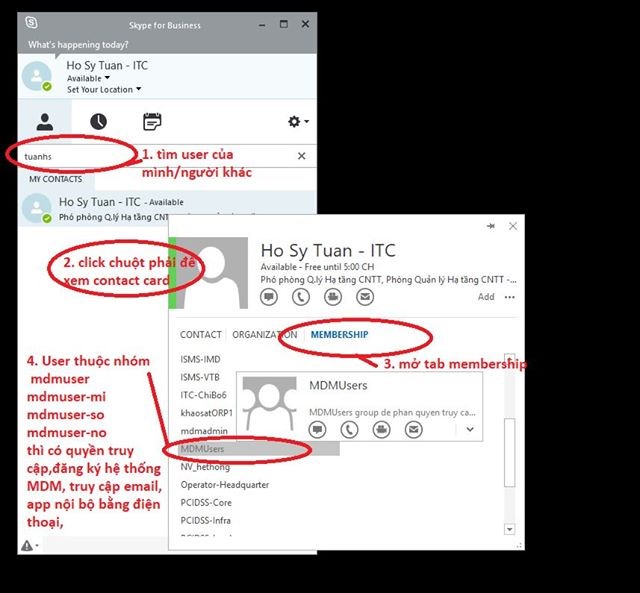 Skype for Business
What's happening today?
Ho Sy Tuan - ITC
Available
Set Your Location
tuanhs
1. tìm user của
mình/người khác
MY CONTACTS
Ho Sy Tuan - ITC - Available
Phó phòng Q.lý Hạ tầng CNTT,
2. click chuột phải để
xem contact card
Ho Sy Tuan - ITC
Available - Free until 5:00 CH
Phó phòng Q.lý Hạ tầng CNTT, Phòng Quản lý Hạ tầng CNTT -...
Add
CONTACT ORGANIZATION MEMBERSHIP
3. mở tab membership
ISMS-IMD
ISMS-VTB
ITC-ChiBo6
khaosatORP1
mdmadmin
MDMUsers
NV_hethong
Operator-Headquarter
PCIDSS-Core
PCIDSS-Infra
MDMUsers
MDMUsers group de phan quyen truy ca...
4. User thuộc nhóm
mdmuser
mdmuser-mi
mdmuser-so
mdmuser-no
thì có quyền truy
cập,đăng ký hệ thống
MDM, truy cập email,
app nội bộ bằng điện
thoại,